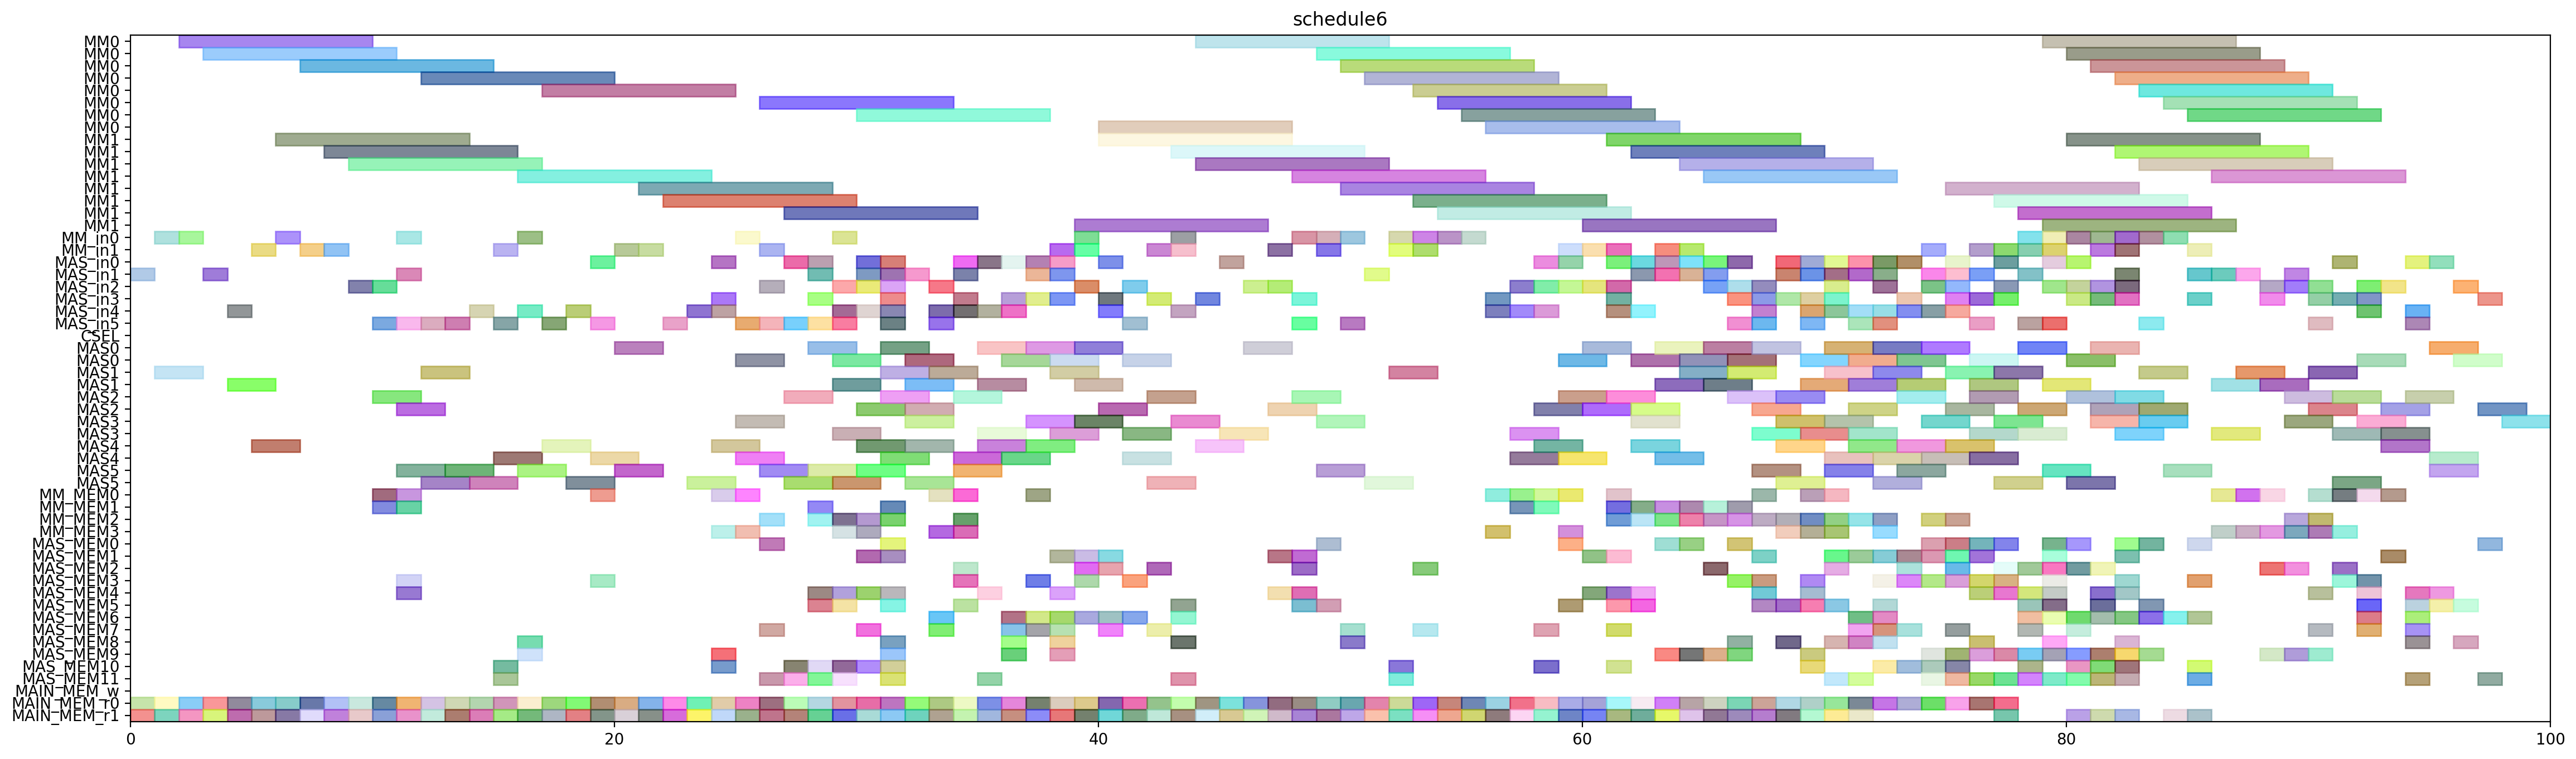 schedule6
MM0
MM0
MM0
MM0
MM0
MM0
MM0
MM0
MM1
MM1
MM1
MM1
MM1
MM1
MM1
MM1
MM_in0
MM_in1
MAS_in0
MAS_in1
MAS_in2
MAS_in3
MAS_in4
MAS_in5
CSEL
MAS0
MAS0
MAS1
MAS1
MAS2
MAS2
MAS3
MAS3
MAS4
MAS4
MAS5
MAS5
MM_MEM0
MM_MEM1
MM_MEM2
MM_MEM3
MAS_MEM0
MAS_MEM1
MAS_MEM2
MAS_MEM3
MAS_MEM4
MAS_MEM5
MAS_MEM6
MAS_MEM7
MAS_MEM8
MAS_MEM9
MAS_MEM10
MAS_MEM11
MAIN_MEM_w
MAIN_MEM_r0
MAIN_MEM_r1
0 20 40 60 80 100